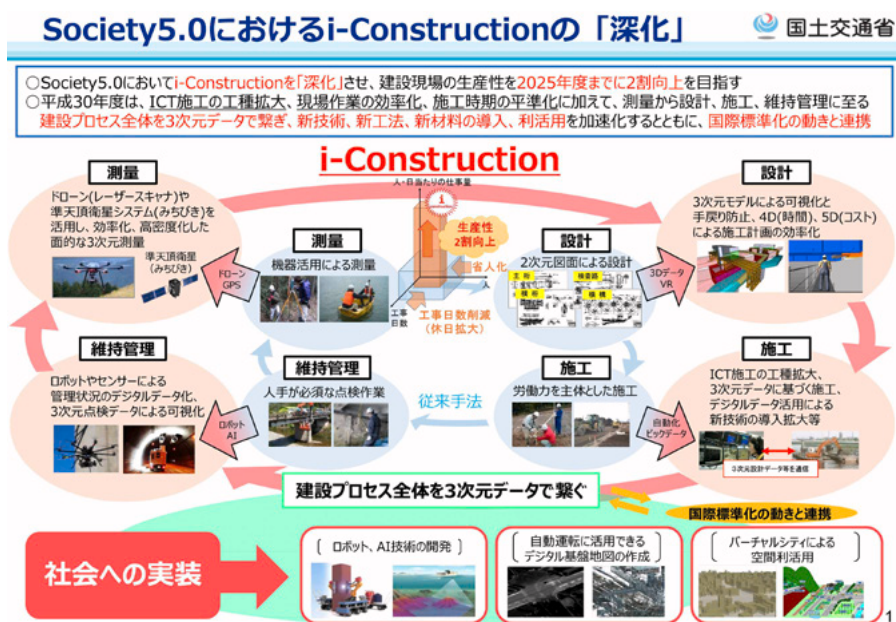 Society5.0におけるi-Constructionの「深化」
国土交通省
○Society5.0においてi-Constructionを「深化」させ、建設現場の生産性を2025年度までに2割向上を目指す
○平成30年度は、ICT施工の工種拡大、現場作業の効率化、施工時期の平準化に加えて、測量から設計、施工、維持管理に至る
建設プロセス全体を3次元データで繋ぎ、新技術、新工法、新材料の導入、利活用を加速化するとともに、国際標準化の動きと連携
i-Construction
測量
ドローン(レーザースキャナ)や
準天頂衛星システム(みちびき)を
活用し、効率化、高密度化した
面的な3次元測量
準天頂衛星
(みちびき)
ドローン
GPS
測量
機器活用による測量
人・日当たりの仕事量
i
生産性
2割向上
省人化
人
工事
日数
工事日数削減
(休日拡大)
設計
2次元図面による設計
主桁
検査路
横桁
横構
3Dデータ
VR
設計
3次元モデルによる可視化と
手戻り防止、4D(時間)、5D(コスト)
による施工計画の効率化
維持管理
ロボットやセンサーによる
管理状況のデジタルデータ化、
3次元点検データによる可視化
ロボット
AI
維持管理
人手が必須な点検作業
従来手法
施工
労働力を主体とした施工
自動化
ビックデータ
施工
ICT施工の工種拡大、
3次元データに基づく施工、
デジタルデータ活用による
新技術の導入拡大等
3次元設計データ等を通信
建設プロセス全体を3次元データで繋ぐ
国際標準化の動きと連携
社会への実装
ロボット、AI技術の開発
自動運転に活用できる
デジタル基盤地図の作成
バーチャルシティによる
空間利活用
1